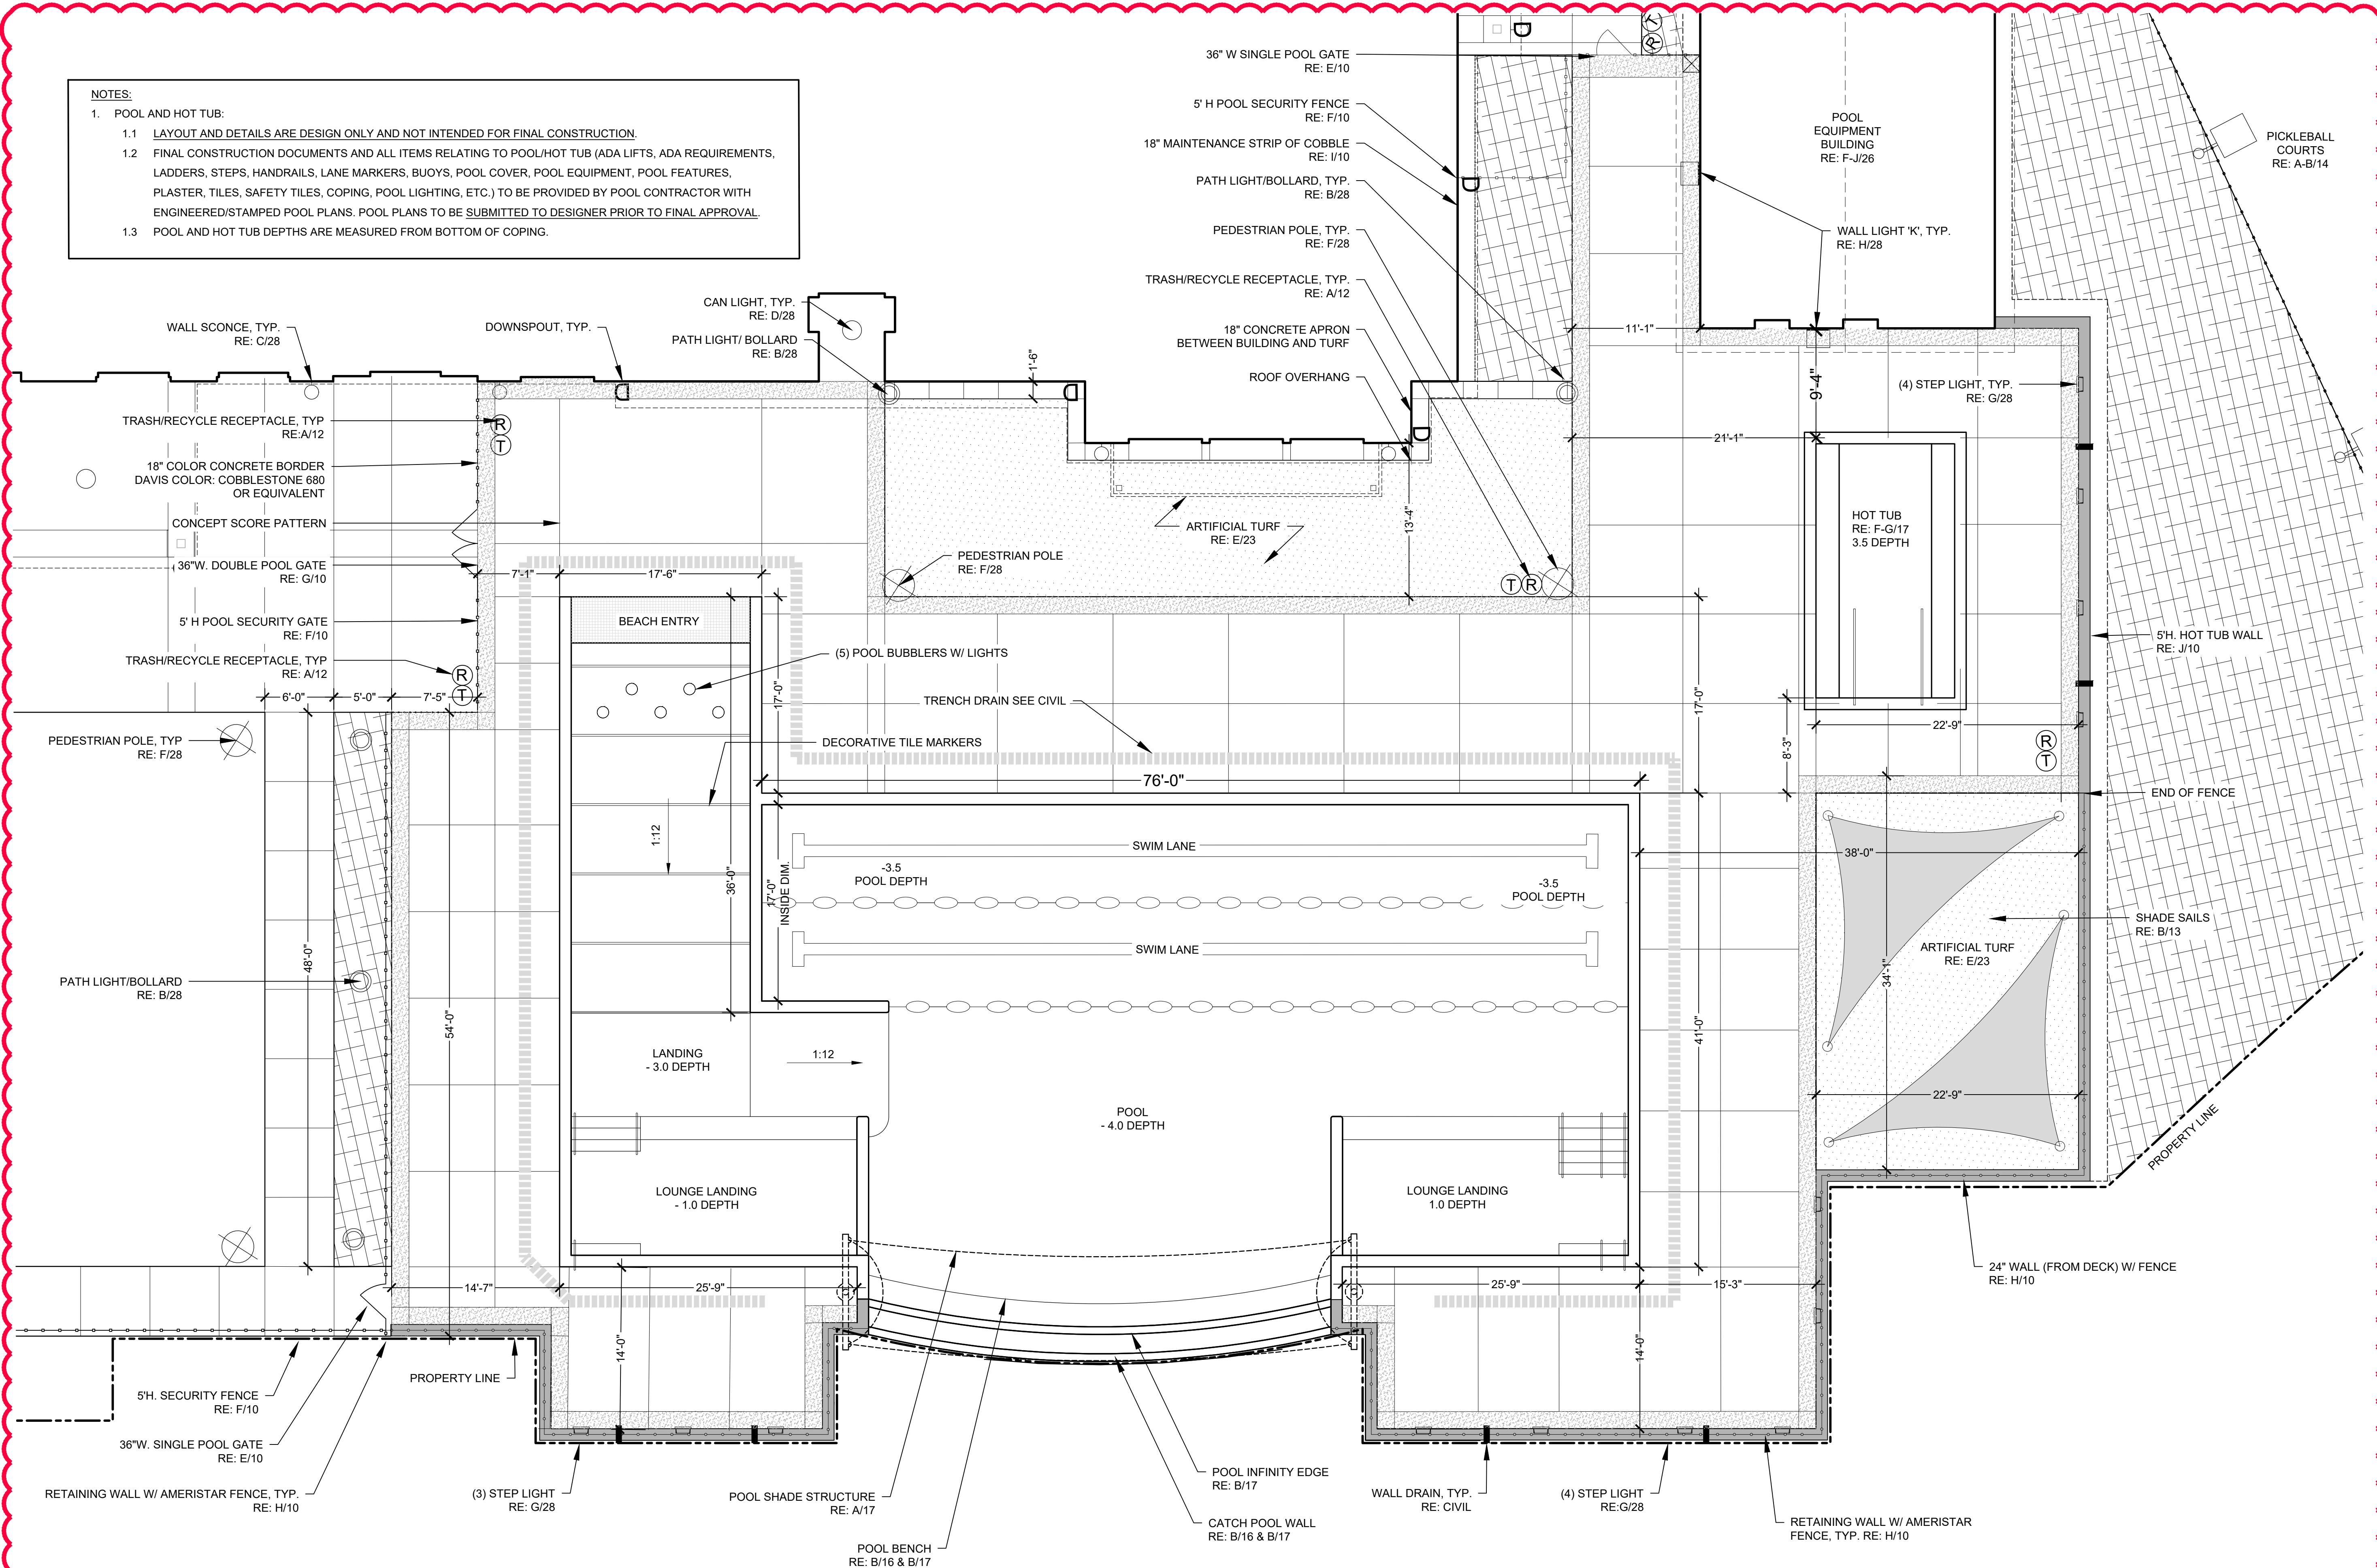 NOTES:
1. POOL AND HOT TUB:
1.1 LAYOUT AND DETAILS ARE DESIGN ONLY AND NOT INTENDED FOR FINAL CONSTRUCTION.
1.2 FINAL CONSTRUCTION DOCUMENTS AND ALL ITEMS RELATING TO POOL/HOT TUB (ADA LIFTS, ADA REQUIREMENTS,
LADDERS, STEPS, HANDRAILS, LANE MARKERS, BUOYS, POOL COVER, POOL EQUIPMENT, POOL FEATURES,
PLASTER, TILES, SAFETY TILES, COPING, POOL LIGHTING, ETC.) TO BE PROVIDED BY POOL CONTRACTOR WITH
ENGINEERED/STAMPED POOL PLANS. POOL PLANS TO BE SUBMITTED TO DESIGNER PRIOR TO FINAL APPROVAL.
1.3 POOL AND HOT TUB DEPTHS ARE MEASURED FROM BOTTOM OF COPING.
36" W SINGLE POOL GATE
RE: E/10
5' H POOL SECURITY FENCE
RE: F/10
18" MAINTENANCE STRIP OF COBBLE
RE: I/10
PATH LIGHT/BOLLARD, TYP.
RE: B/28
PEDESTRIAN POLE, TYP.
RE: F/28
TRASH/RECYCLE RECEPTACLE, TYP.
RE: A/12
18" CONCRETE APRON
BETWEEN BUILDING AND TURF
ROOF OVERHANG
D
T
R
D
D
D
D
POOL
EQUIPMENT
BUILDING
RE: F-J/26
PICKLEBALL
COURTS
RE: A-B/14
WALL LIGHT 'K', TYP.
RE: H/28
WALL SCONCE, TYP.
RE: C/28
DOWNSPOUT, TYP.
CAN LIGHT, TYP.
RE: D/28
PATH LIGHT/ BOLLARD
RE: B/28
1'-6"
11'-1"
9'-4"
21'-1"
(4) STEP LIGHT, TYP.
RE: G/28
TRASH/RECYCLE RECEPTACLE, TYP
RE:A/12
R
T
18" COLOR CONCRETE BORDER
DAVIS COLOR: COBBLESTONE 680
OR EQUIVALENT
CONCEPT SCORE PATTERN
36"W. DOUBLE POOL GATE
RE: G/10
5' H POOL SECURITY GATE
RE: F/10
TRASH/RECYCLE RECEPTACLE, TYP
RE: A/12
R
T
7'-1"
17'-6"
PEDESTRIAN POLE
RE: F/28
ARTIFICIAL TURF
RE: E/23
13'-4"
T R
HOT TUB
RE: F-G/17
3.5 DEPTH
5'H. HOT TUB WALL
RE: J/10
BEACH ENTRY
(5) POOL BUBBLERS W/ LIGHTS
17'-0"
TRENCH DRAIN SEE CIVIL
17'-0"
6'-0"
5'-0"
7'-5"
22'-9"
8'-3"
R
T
PEDESTRIAN POLE, TYP
RE: F/28
DECORATIVE TILE MARKERS
76'-0"
END OF FENCE
1:12
36'-0"
17'-0"
INSIDE DIM.
SWIM LANE
-3.5
POOL DEPTH
-3.5
POOL DEPTH
SWIM LANE
38'-0"
SHADE SAILS
RE: B/13
ARTIFICIAL TURF
RE: E/23
34'-1"
48'-0"
54'-0"
PATH LIGHT/BOLLARD
RE: B/28
LANDING
- 3.0 DEPTH
1:12
41'-0"
POOL
- 4.0 DEPTH
22'-9"
PROPERTY LINE
LOUNGE LANDING
- 1.0 DEPTH
LOUNGE LANDING
1.0 DEPTH
24" WALL (FROM DECK) W/ FENCE
RE: H/10
14'-7"
25'-9"
25'-9"
15'-3"
14'-0"
14'-0"
PROPERTY LINE
5'H. SECURITY FENCE
RE: F/10
36"W. SINGLE POOL GATE
RE: E/10
RETAINING WALL W/ AMERISTAR FENCE, TYP.
RE: H/10
(3) STEP LIGHT
RE: G/28
POOL SHADE STRUCTURE
RE: A/17
POOL BENCH
RE: B/16 & B/17
POOL INFINITY EDGE
RE: B/17
CATCH POOL WALL
RE: B/16 & B/17
WALL DRAIN, TYP.
RE: CIVIL
(4) STEP LIGHT
RE:G/28
RETAINING WALL W/ AMERISTAR
FENCE, TYP. RE: H/10